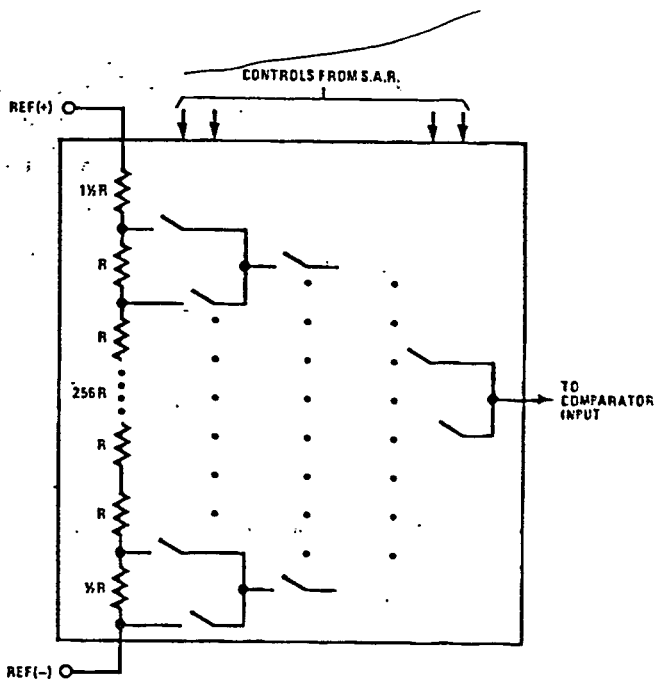 CONTROLS FROM S.A.R.
REF(+)
1½R
R
R
256R
R
R
½R
REF(−)
TO
COMPARATOR
INPUT